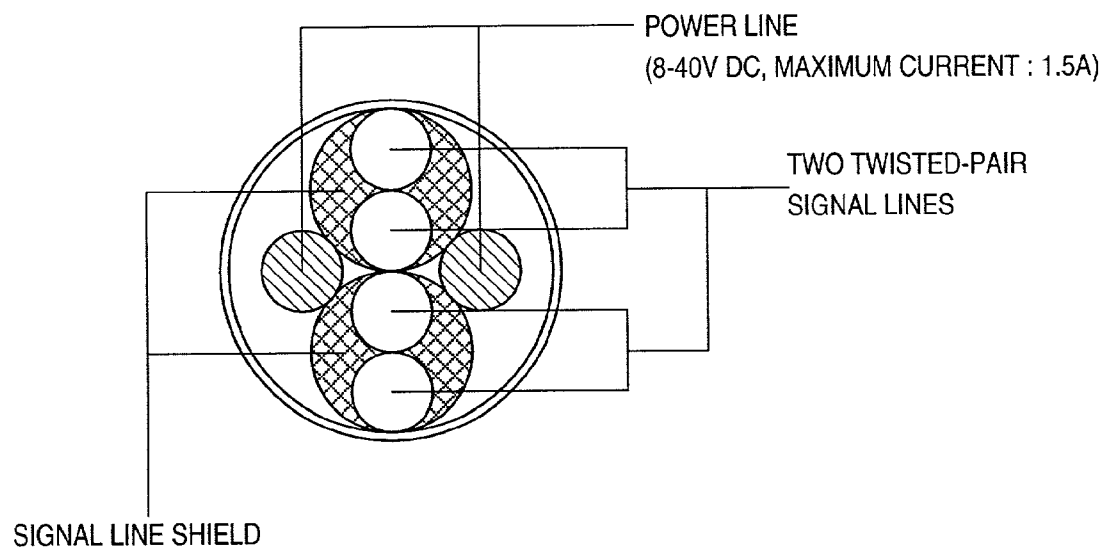 POWER LINE
(8-40V DC, MAXIMUM CURRENT : 1.5A)
TWO TWISTED-PAIR
SIGNAL LINES
SIGNAL LINE SHIELD